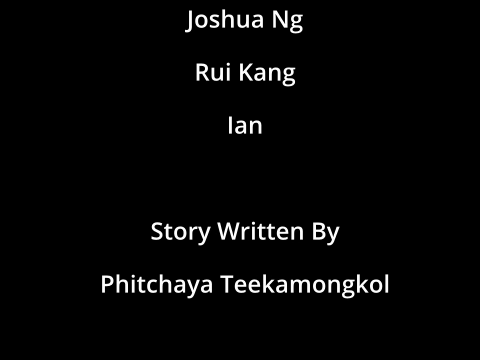 Joshua Ng
Rui Kang
Ian
Story Written By
Phitchaya Teekamongkol